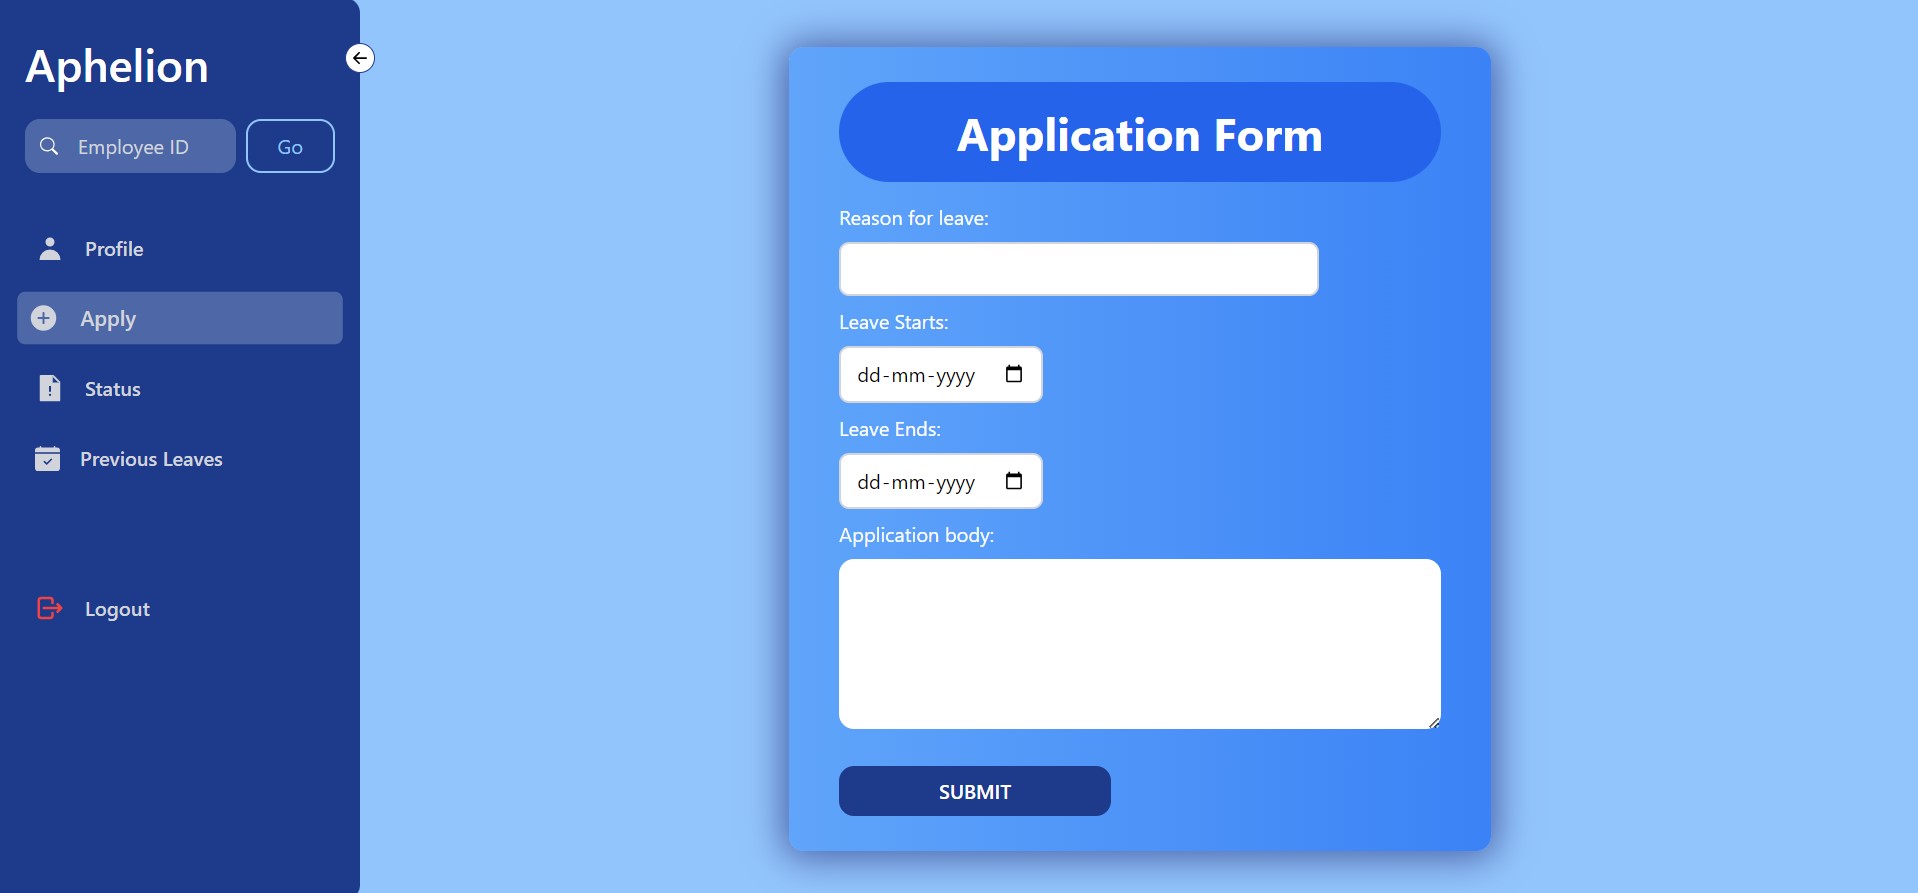 Aphelion
Employee ID
Go
Profile
Apply
Status
Previous Leaves
Logout
Application Form
Reason for leave:
Leave Starts:
dd-mm-yyyy
Leave Ends:
dd-mm-yyyy
Application body:
SUBMIT